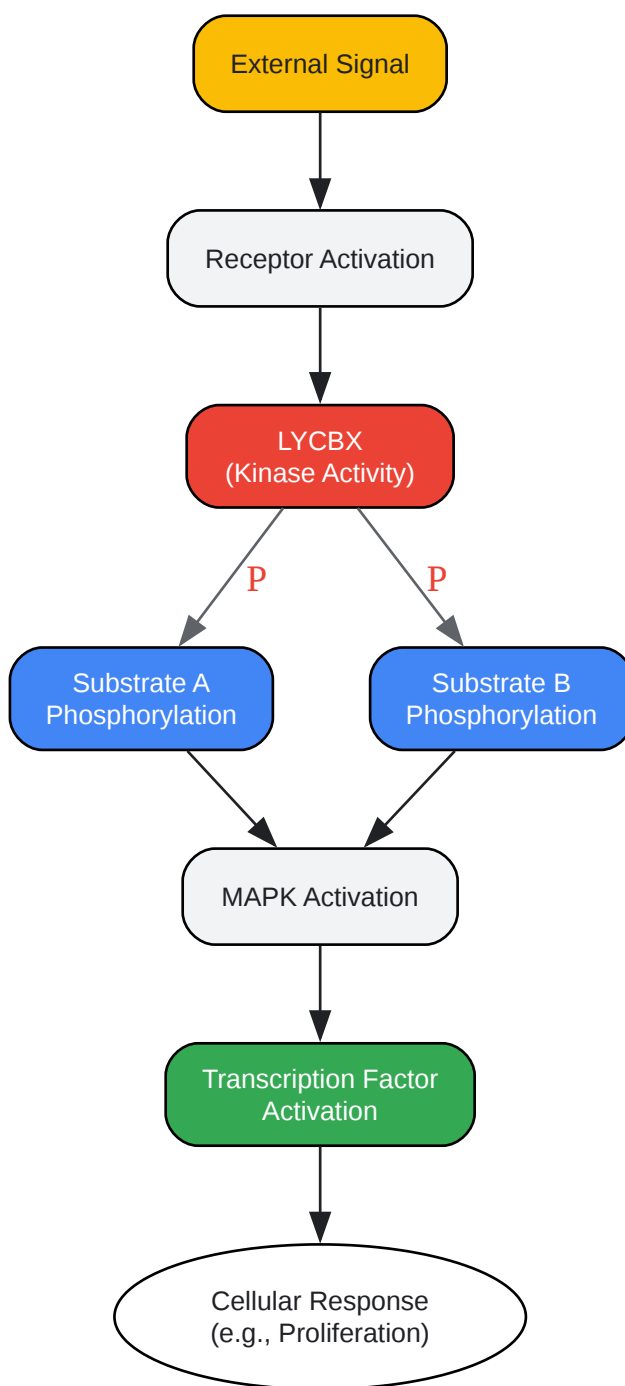 External Signal
Receptor Activation
LYCBX
(Kinase Activity)
P
P
Substrate A
Phosphorylation
Substrate B
Phosphorylation
MAPK Activation
Transcription Factor
Activation
Cellular Response
(e.g., Proliferation)